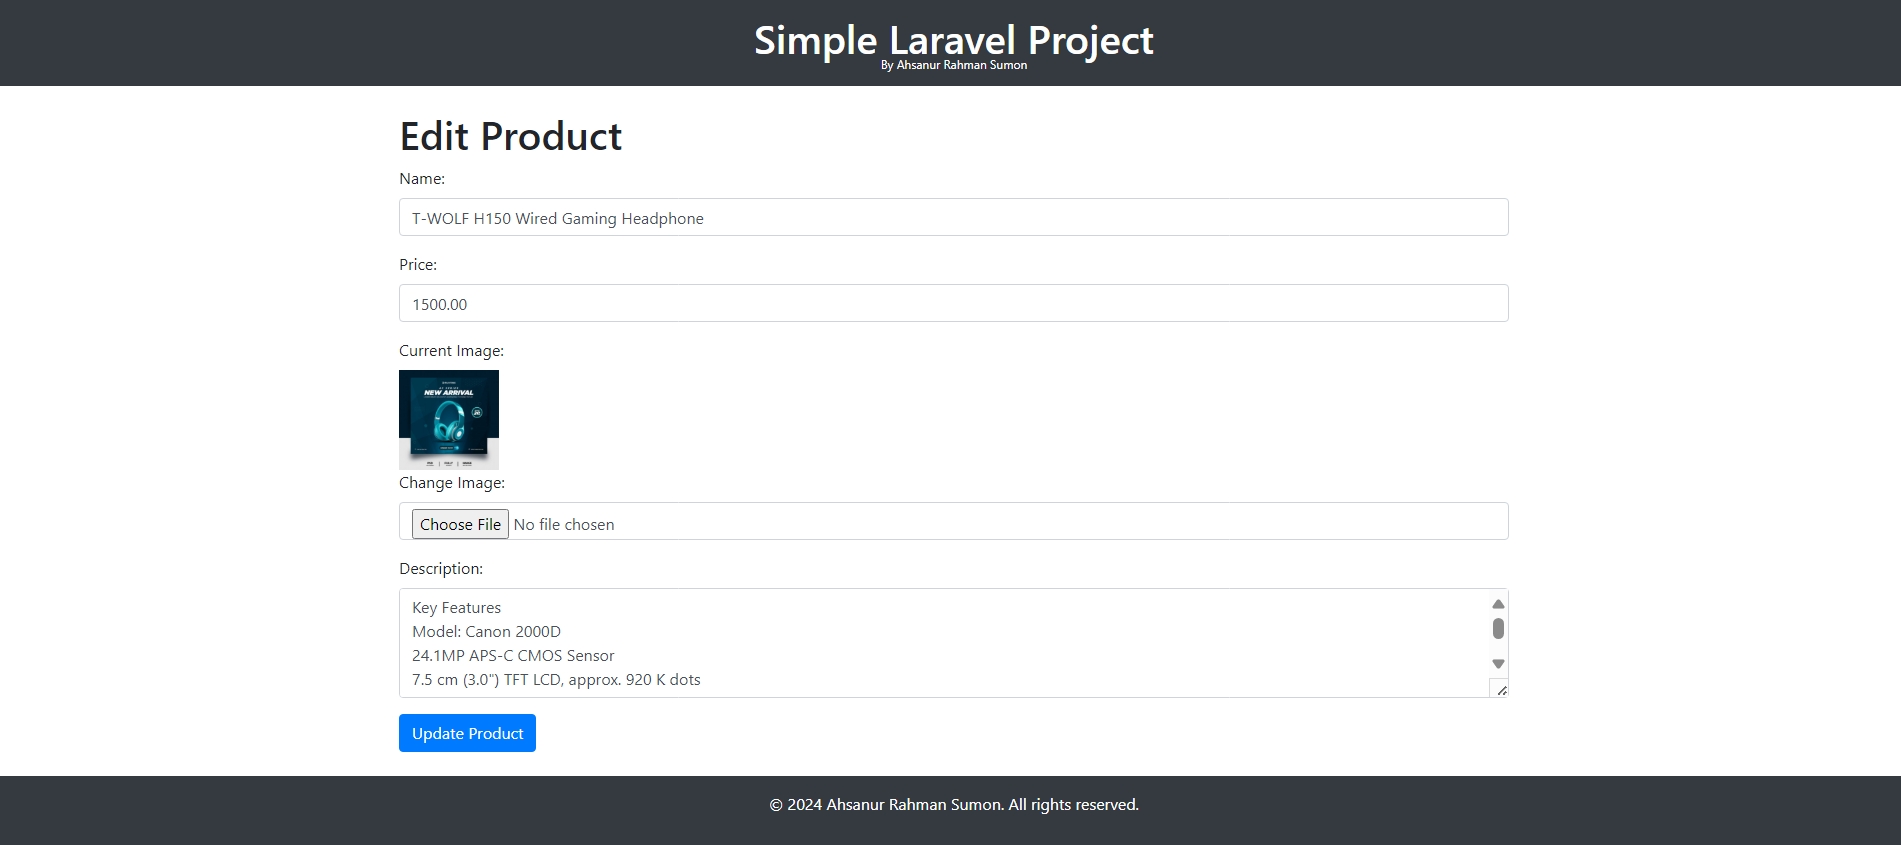 Simple Laravel Project
By Ahsanur Rahman Sumon
Edit Product
Name:
T-WOLF H150 Wired Gaming Headphone
Price:
1500.00
Current Image:
NEW ARRIVAL
Change Image:
Choose File No file chosen
Description:
Key Features
Model: Canon 2000D
24.1MP APS-C CMOS Sensor
7.5 cm (3.0") TFT LCD, approx. 920 K dots
Update Product
© 2024 Ahsanur Rahman Sumon. All rights reserved.